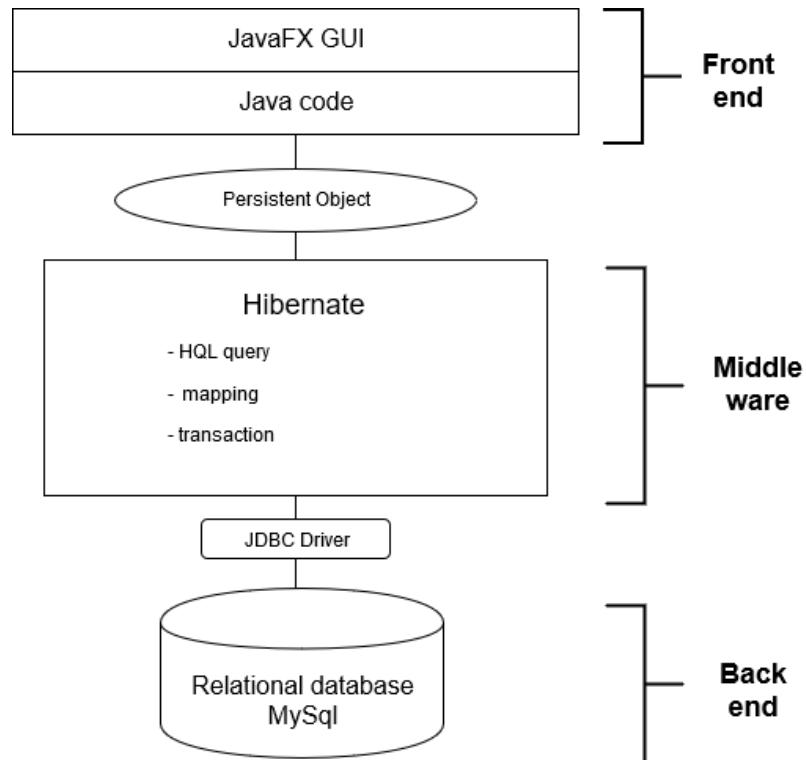 JavaFX GUI
Java code
Front
end
Persistent Object
Hibernate
- HQL query
- mapping
- transaction
Middle
ware
JDBC Driver
Relational database
MySql
Back
end